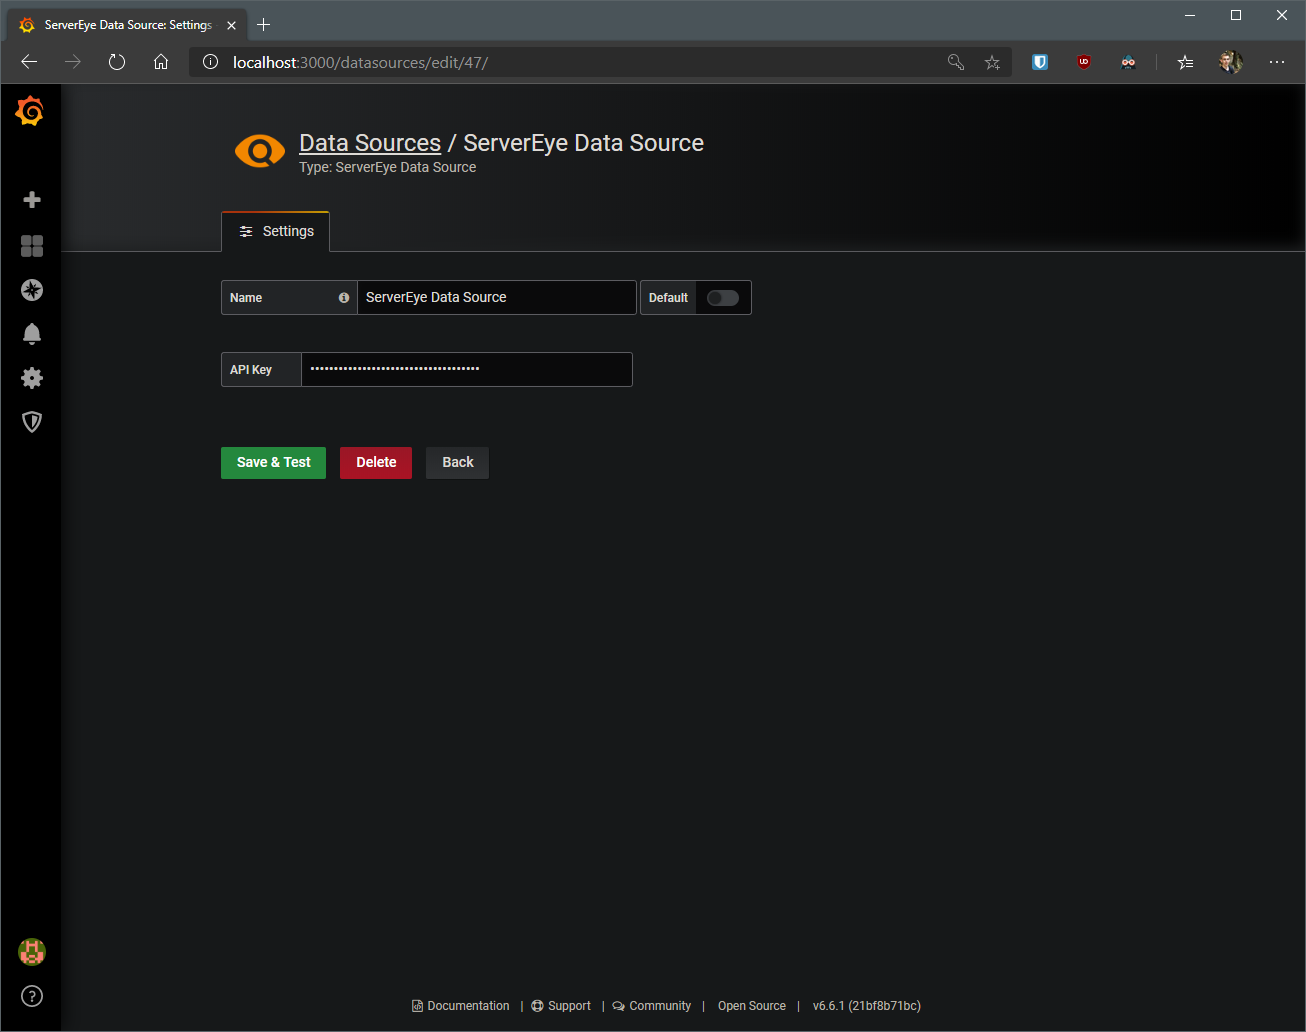 ServerEye Data Source: Settings
localhost:3000/datasources/edit/47/
Data Sources / ServerEye Data Source
Type: ServerEye Data Source
Settings
Name
ServerEye Data Source
Default
API Key
••••••••••••••••••••••••••••••••••••
Save & Test
Delete
Back
Documentation | Support | Community | Open Source | v6.6.1 (21bf8b71bc)